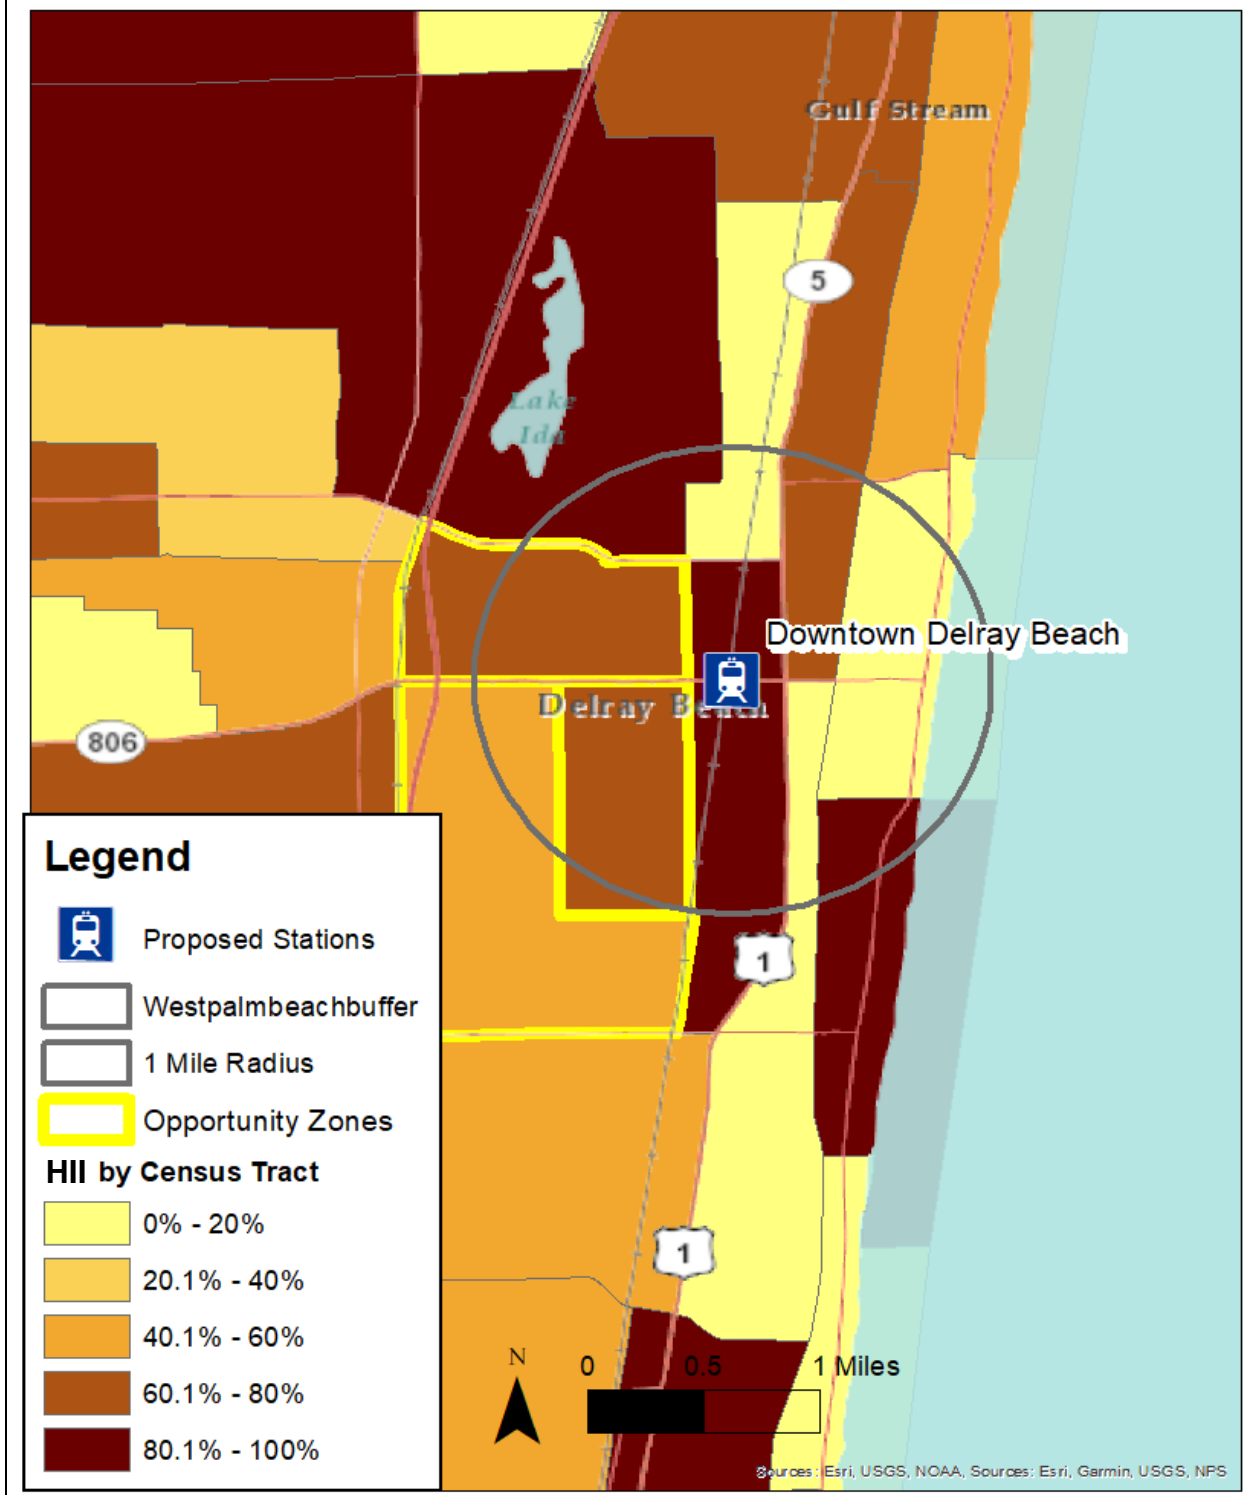 Gulf Stream
5
Lake
Ida
Downtown Delray Beach
Delray Beach
806
1
1
Legend
Proposed Stations
Westpalmbeachbuffer
1 Mile Radius
Opportunity Zones
HII by Census Tract
0% - 20%
20.1% - 40%
40.1% - 60%
60.1% - 80%
80.1% - 100%
N
0 0.5 1 Miles
Sources: Esri, USGS, NOAA, Sources: Esri, Garmin, USGS, NPS